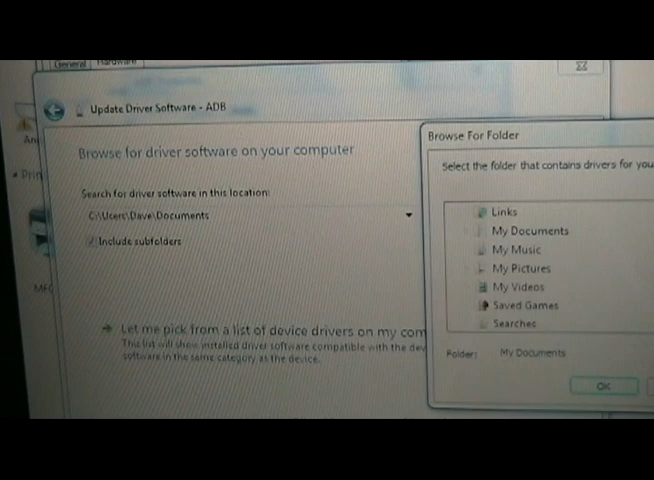 General Hardware
Update Driver Software - ADB
Browse for driver software on your computer
Search for driver software in this location:
C:\Users\Dave\Documents
Include subfolders
Let me pick from a list of device drivers on my com
This list will show installed driver software compatible with the dev
software in the same category as the device.
Browse For Folder
Select the folder that contains drivers for you
Links
My Documents
My Music
My Pictures
My Videos
Saved Games
Searches
Folder: My Documents
OK
An
Prin
MFC